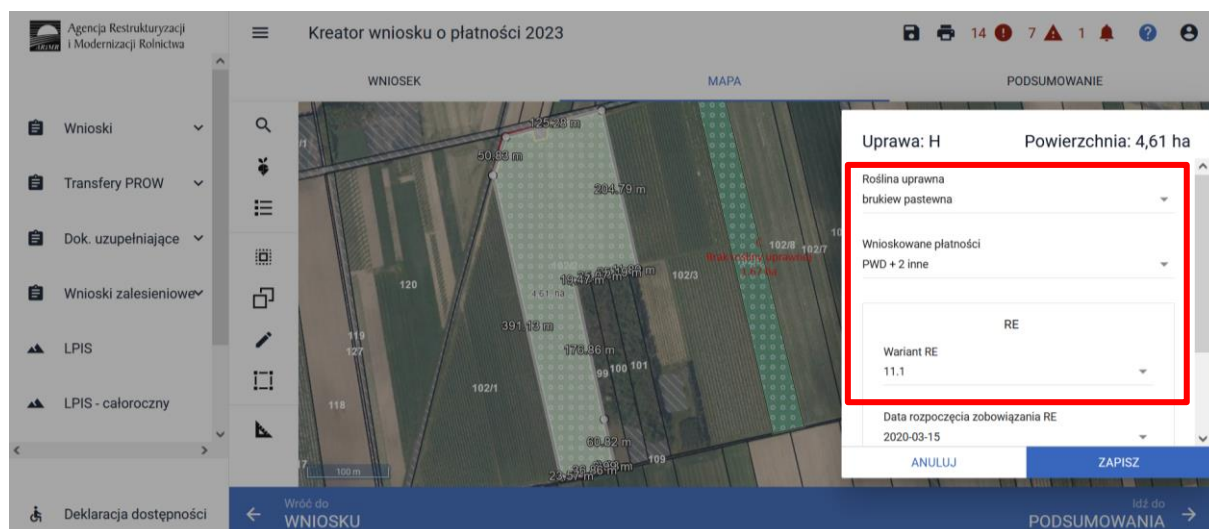 Agencja Restrukturyzacji
i Modernizacji Rolnictwa
ARiMR
Kreator wniosku o płatności 2023
14 7 1
WNIOSEK MAPA PODSUMOWANIE
Wnioski
Transfery PROW
Dok. uzupełniające
Wnioski zalesieniowe
LPIS
LPIS - całoroczny
Deklaracja dostępności
125.28 m
50.83 m
204.79 m
102/8 102/7
102/3
120
4.61 ha
391.13 m
119
127
176.86 m
99 100 101
102/1
118
109
100 m
Uprawa: H Powierzchnia: 4,61 ha
Roślina uprawna
brukiew pastewna
Wnioskowane płatności
PWD + 2 inne
RE
Wariant RE
11.1
Data rozpoczęcia zobowiązania RE
2020-03-15
ANULUJ ZAPISZ
Wróć do
WNIOSKU
Idź do
PODSUMOWANIA